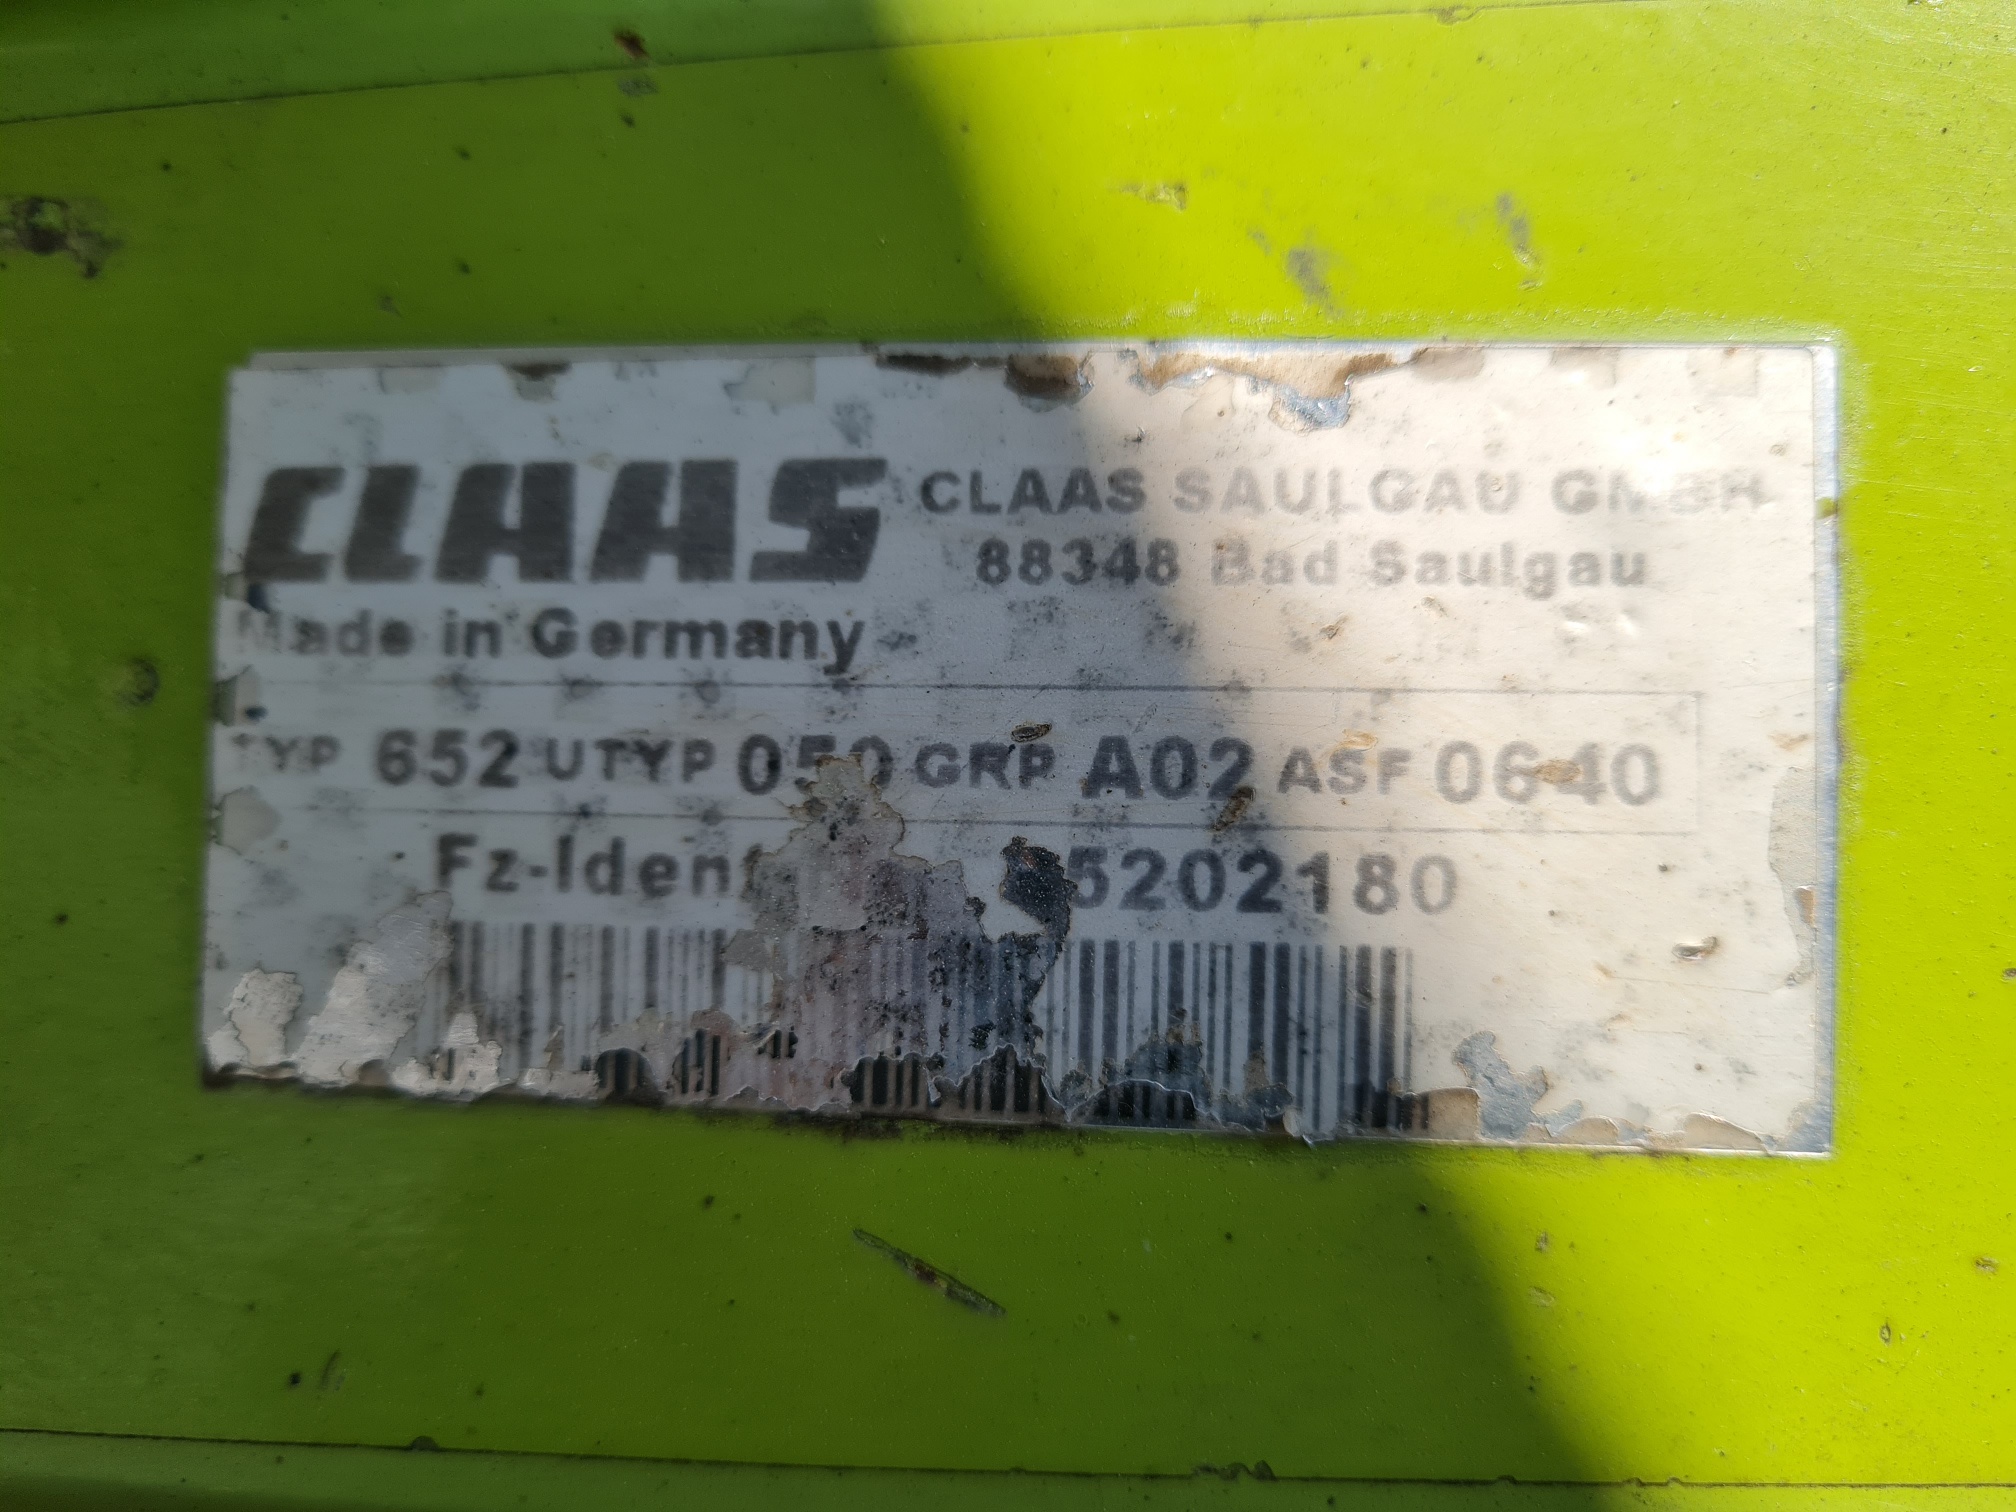 CLAAS
CLAAS SAULGAU GMBH
88348 Bad Saulgau
Made in Germany
TYP 652 UTYP 050 GRP A02 ASF 0640
Fz-Ident 5202180